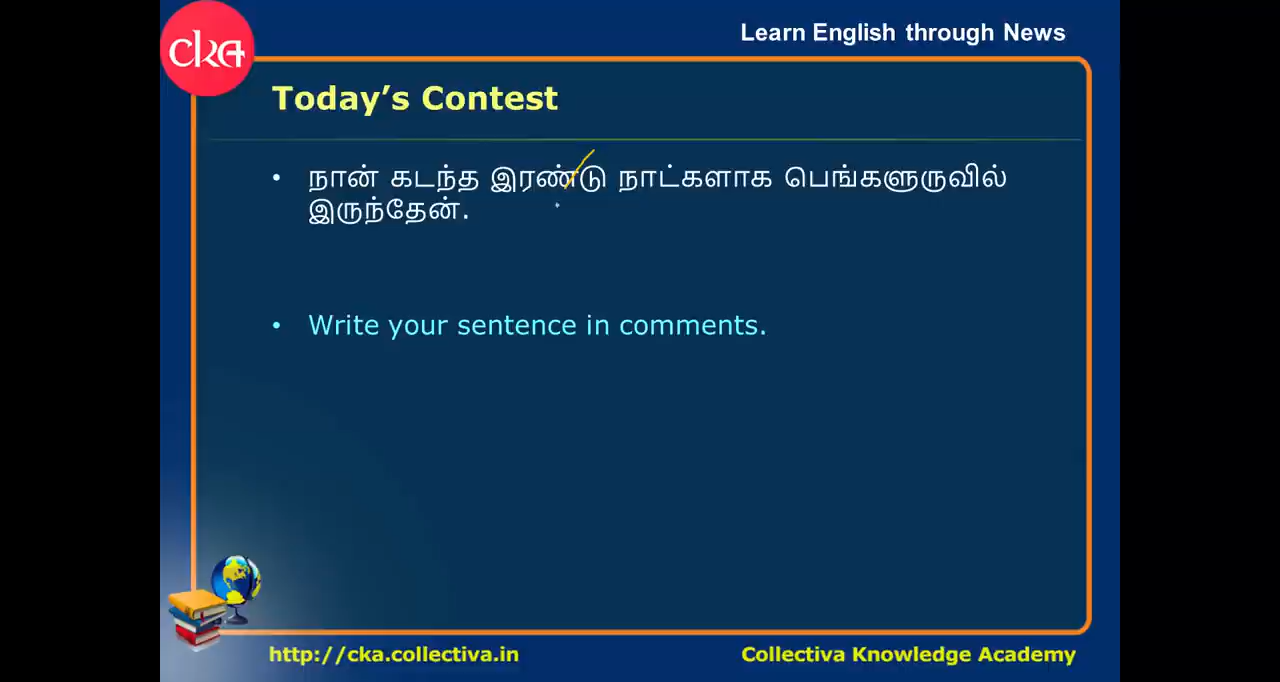 cka
Learn English through News
Today’s Contest
• நான் கடந்த இரண்டு நாட்களாக பெங்களுருவில்
இருந்தேன்.
• Write your sentence in comments.
http://cka.collectiva.in
Collectiva Knowledge Academy